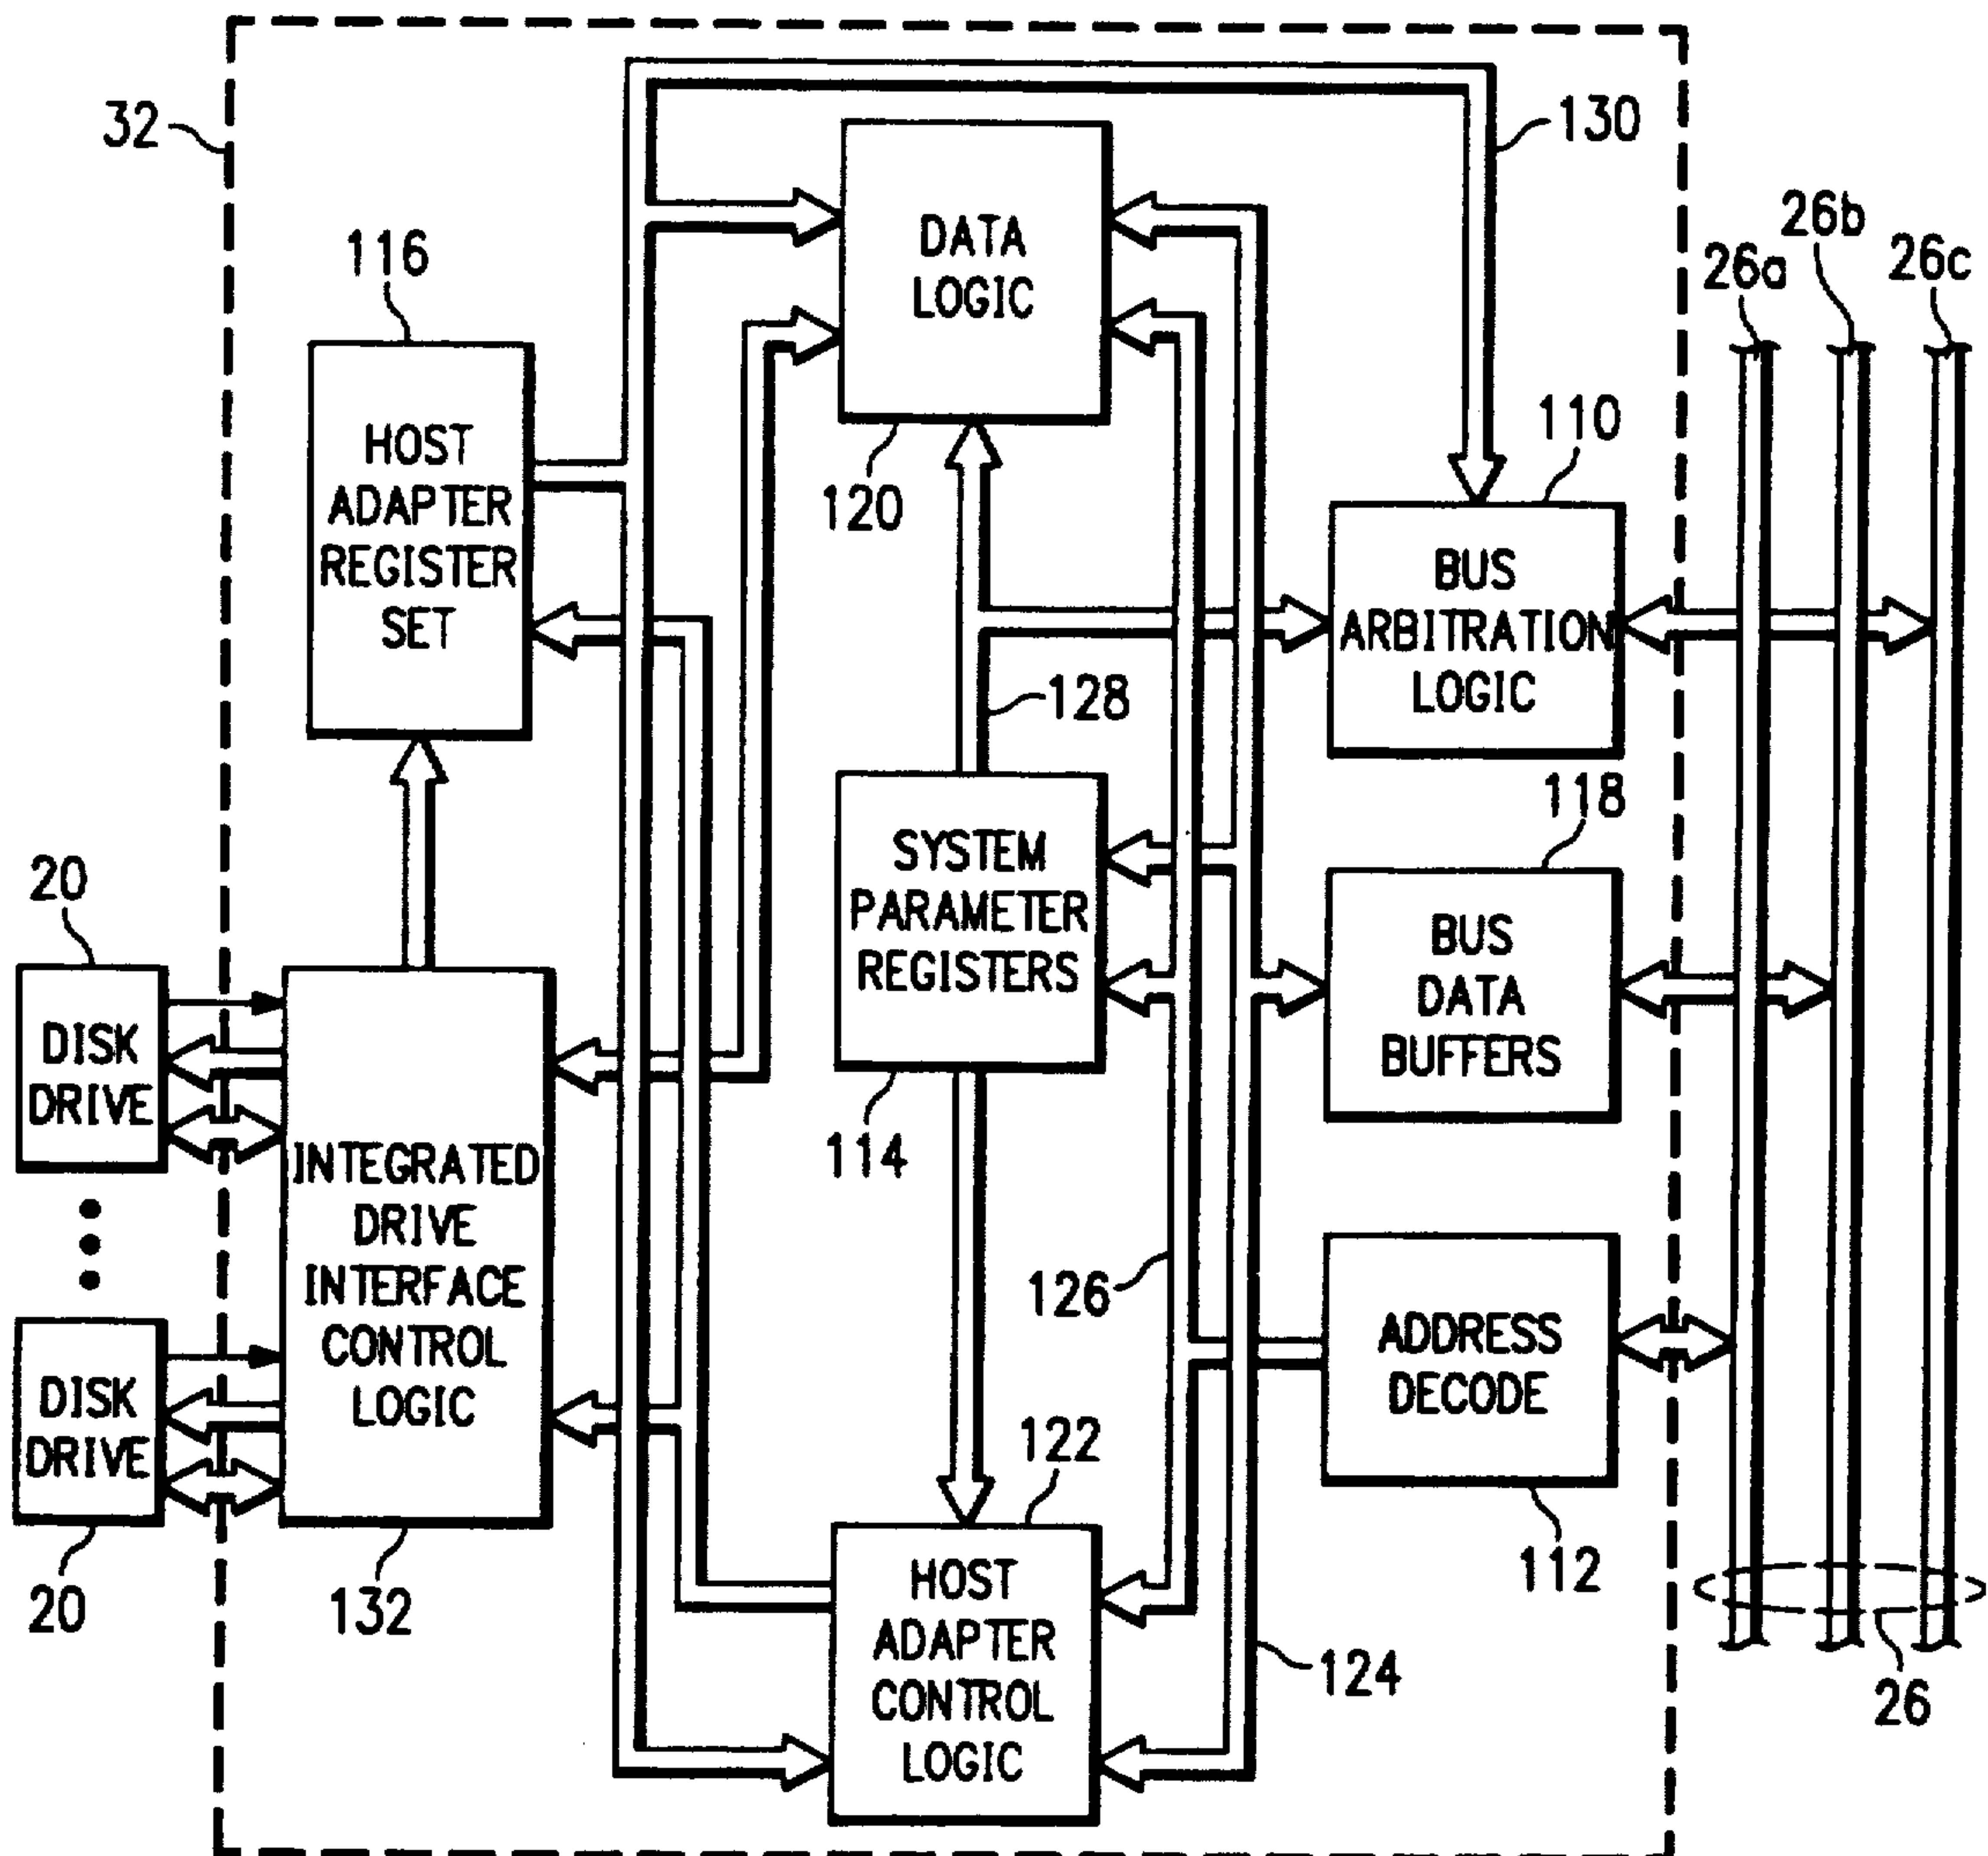 32
130
26a
26b
26c
116
DATA
LOGIC
120
110
HOST
ADAPTER
REGISTER
SET
BUS
ARBITRATION
LOGIC
128
118
SYSTEM
PARAMETER
REGISTERS
114
BUS
DATA
BUFFERS
20
DISK
DRIVE
INTEGRATED
DRIVE
INTERFACE
CONTROL
LOGIC
132
DISK
DRIVE
20
126
ADDRESS
DECODE
112
122
HOST
ADAPTER
CONTROL
LOGIC
124
26